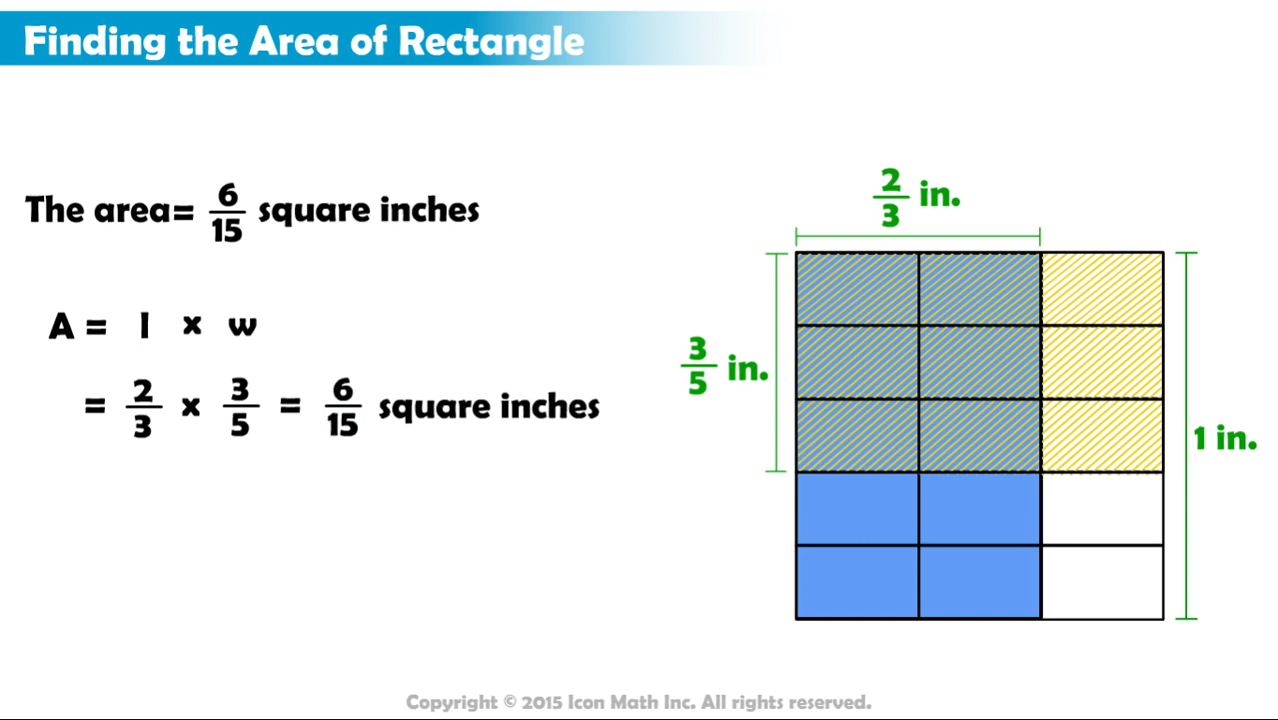 Finding the Area of Rectangle
The area= 6/15 square inches
A = l x w
= 2/3 x 3/5 = 6/15 square inches
2/3 in.
3/5 in.
1 in.
Copyright © 2015 Icon Math Inc. All rights reserved.